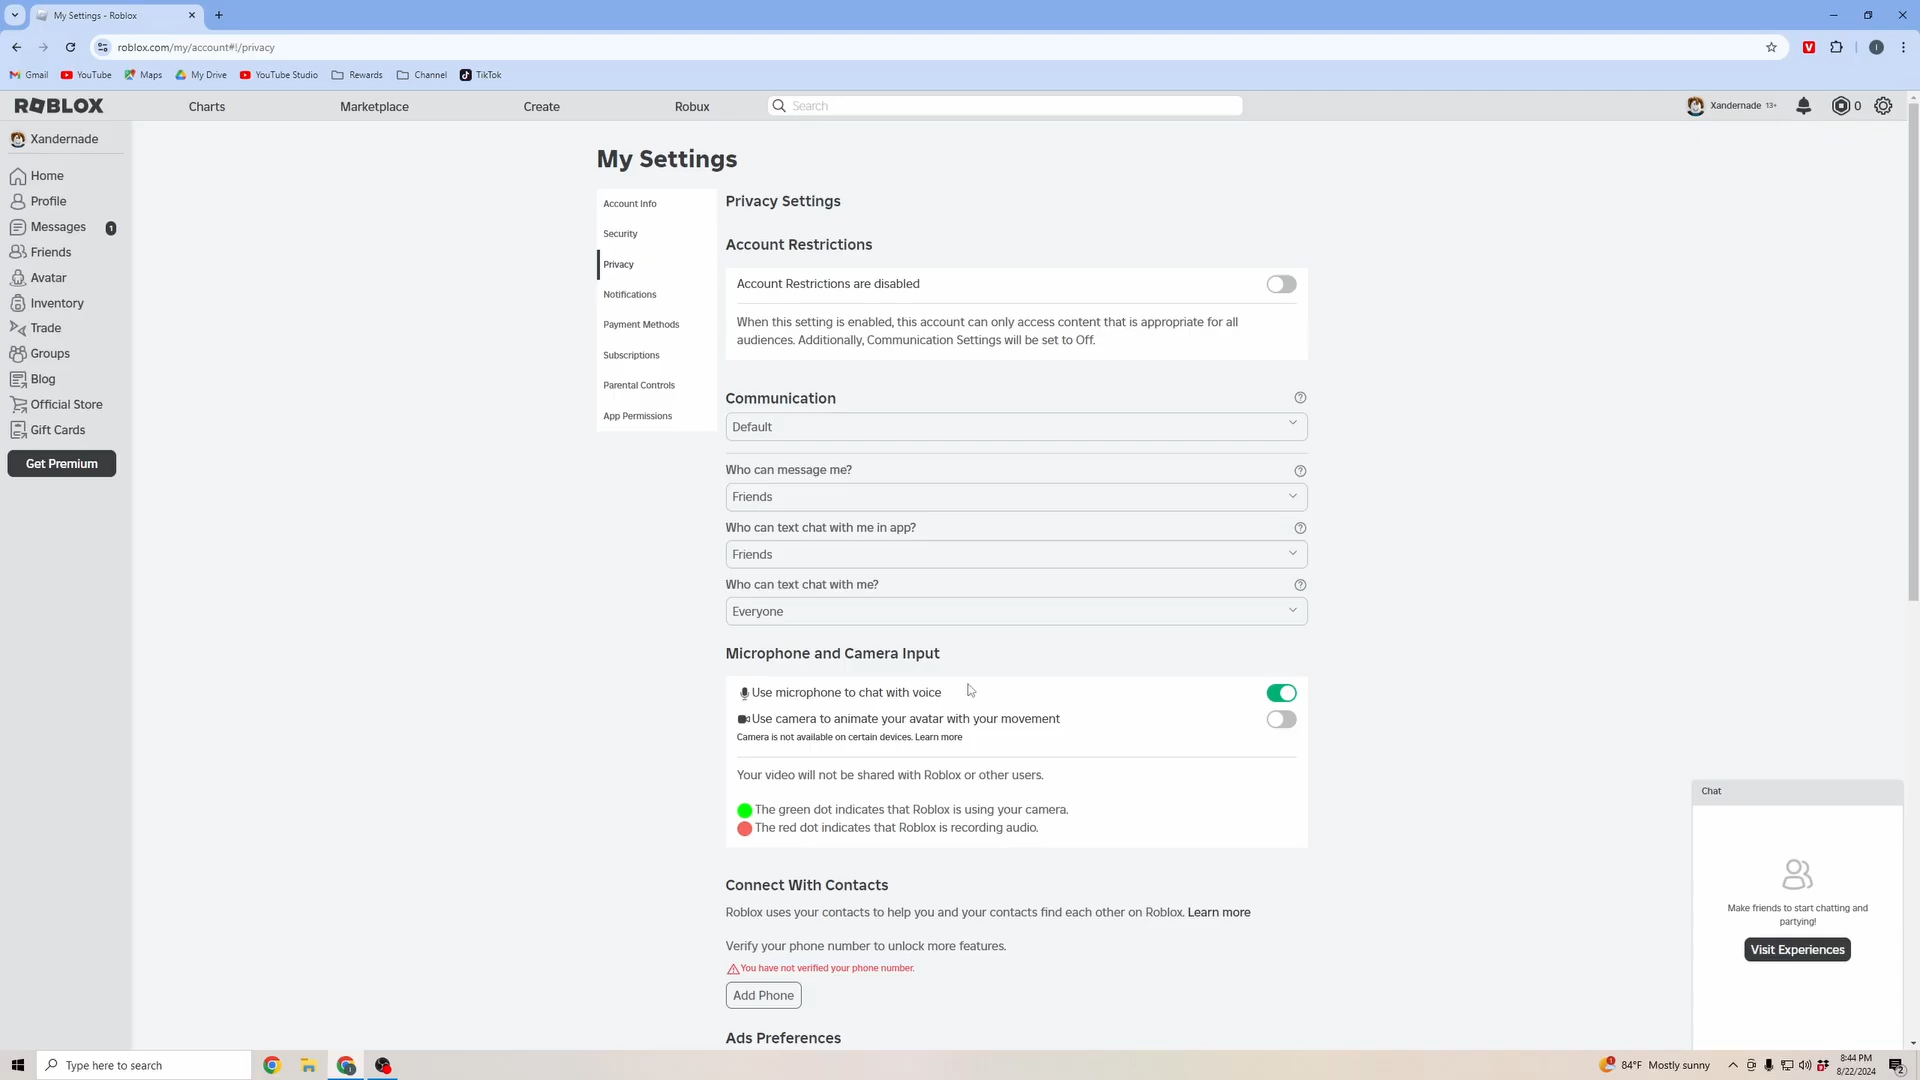 My Settings - Roblox
roblox.com/my/account#!/privacy
Gmail YouTube Maps My Drive YouTube Studio Rewards Channel TikTok
ROBLOX Charts Marketplace Create Robux Search Xandernade 13+ 0
Xandernade
Home
Profile
Messages 1
Friends
Avatar
Inventory
Trade
Groups
Blog
Official Store
Gift Cards
Get Premium
My Settings
Account Info
Security
Privacy
Notifications
Payment Methods
Subscriptions
Parental Controls
App Permissions
Privacy Settings
Account Restrictions
Account Restrictions are disabled
When this setting is enabled, this account can only access content that is appropriate for all
audiences. Additionally, Communication Settings will be set to Off.
Communication
Default
Who can message me?
Friends
Who can text chat with me in app?
Friends
Who can text chat with me?
Everyone
Microphone and Camera Input
Use microphone to chat with voice
Use camera to animate your avatar with your movement
Camera is not available on certain devices. Learn more
Your video will not be shared with Roblox or other users.
The green dot indicates that Roblox is using your camera.
The red dot indicates that Roblox is recording audio.
Connect With Contacts
Roblox uses your contacts to help you and your contacts find each other on Roblox. Learn more
Verify your phone number to unlock more features.
You have not verified your phone number.
Add Phone
Ads Preferences
Chat
Make friends to start chatting and
partying!
Visit Experiences
Type here to search
84°F Mostly sunny
8:44 PM
8/22/2024